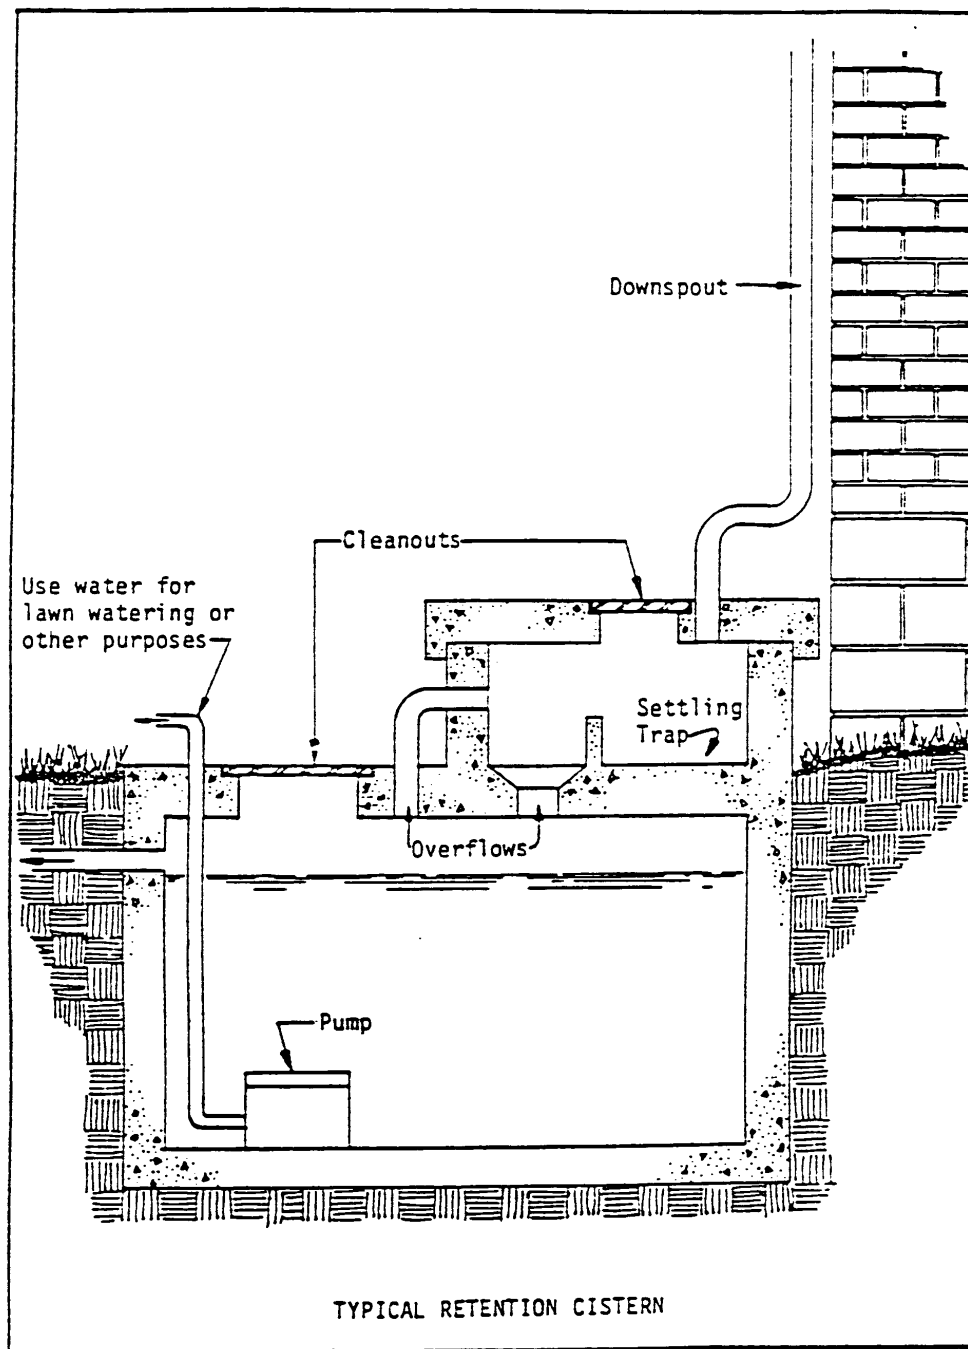 Downspout
Cleanouts
Use water for
lawn watering or
other purposes
Settling
Trap
Overflows
Pump
TYPICAL RETENTION CISTERN